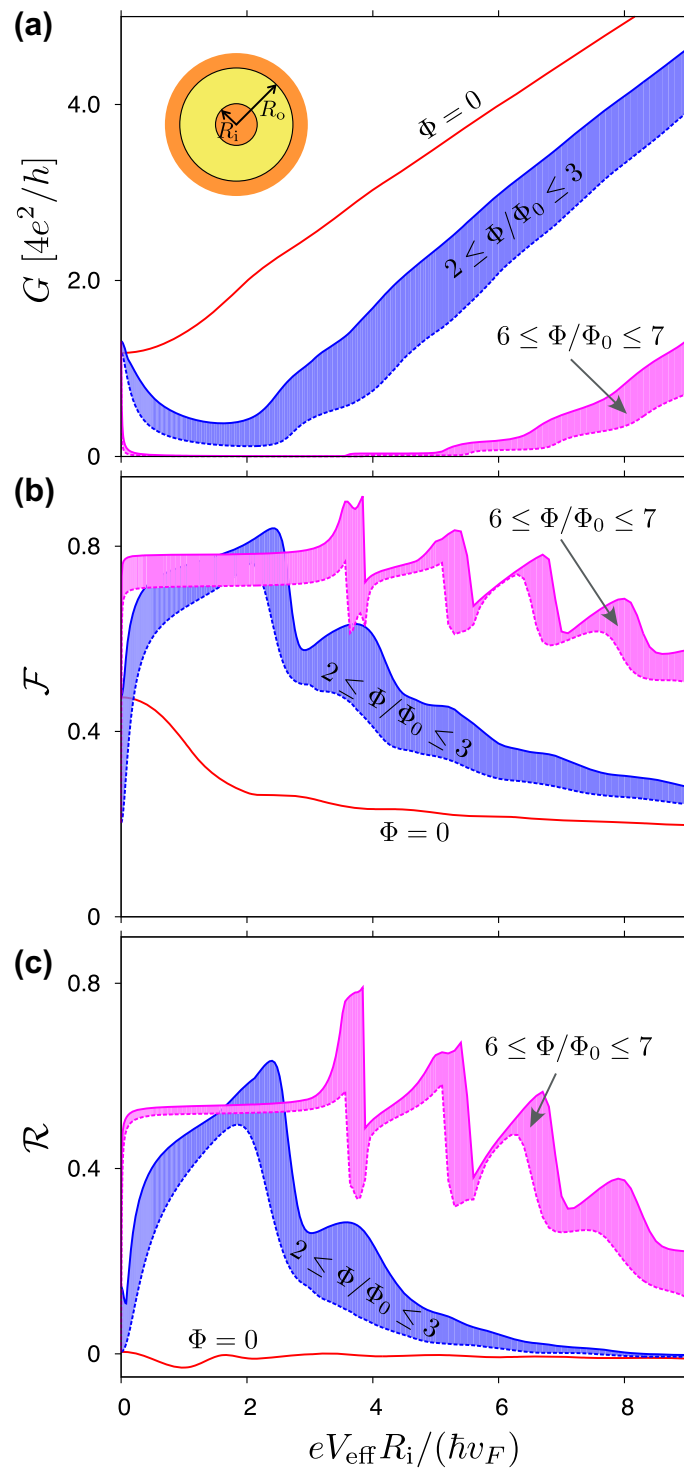 (a)
4.0
2.0
0
G [4e²/h]
R_i
R_o
Φ = 0
2 ≤ Φ/Φ₀ ≤ 3
6 ≤ Φ/Φ₀ ≤ 7
(b)
0.8
0.4
0
ℱ
6 ≤ Φ/Φ₀ ≤ 7
2 ≤ Φ/Φ₀ ≤ 3
Φ = 0
(c)
0.8
0.4
0
ℛ
6 ≤ Φ/Φ₀ ≤ 7
2 ≤ Φ/Φ₀ ≤ 3
Φ = 0
0 2 4 6 8
eV_eff R_i/(ħv_F)